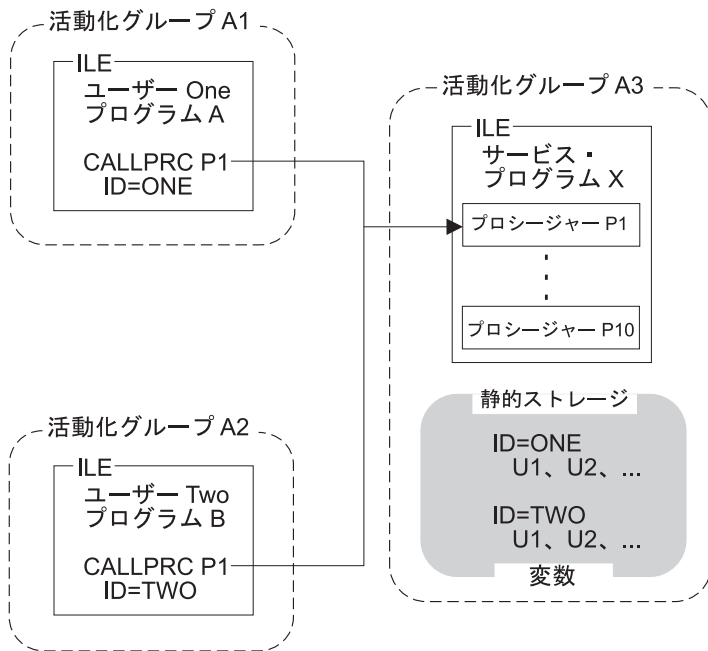 活動化グループ A1
ILE
ユーザー One
プログラム A
CALLPRC P1
ID=ONE
活動化グループ A2
ILE
ユーザー Two
プログラム B
CALLPRC P1
ID=TWO
活動化グループ A3
ILE
サービス・
プログラム X
プロシージャー P1
プロシージャー P10
静的ストレージ
ID=ONE
U1、U2、...
ID=TWO
U1、U2、...
変数